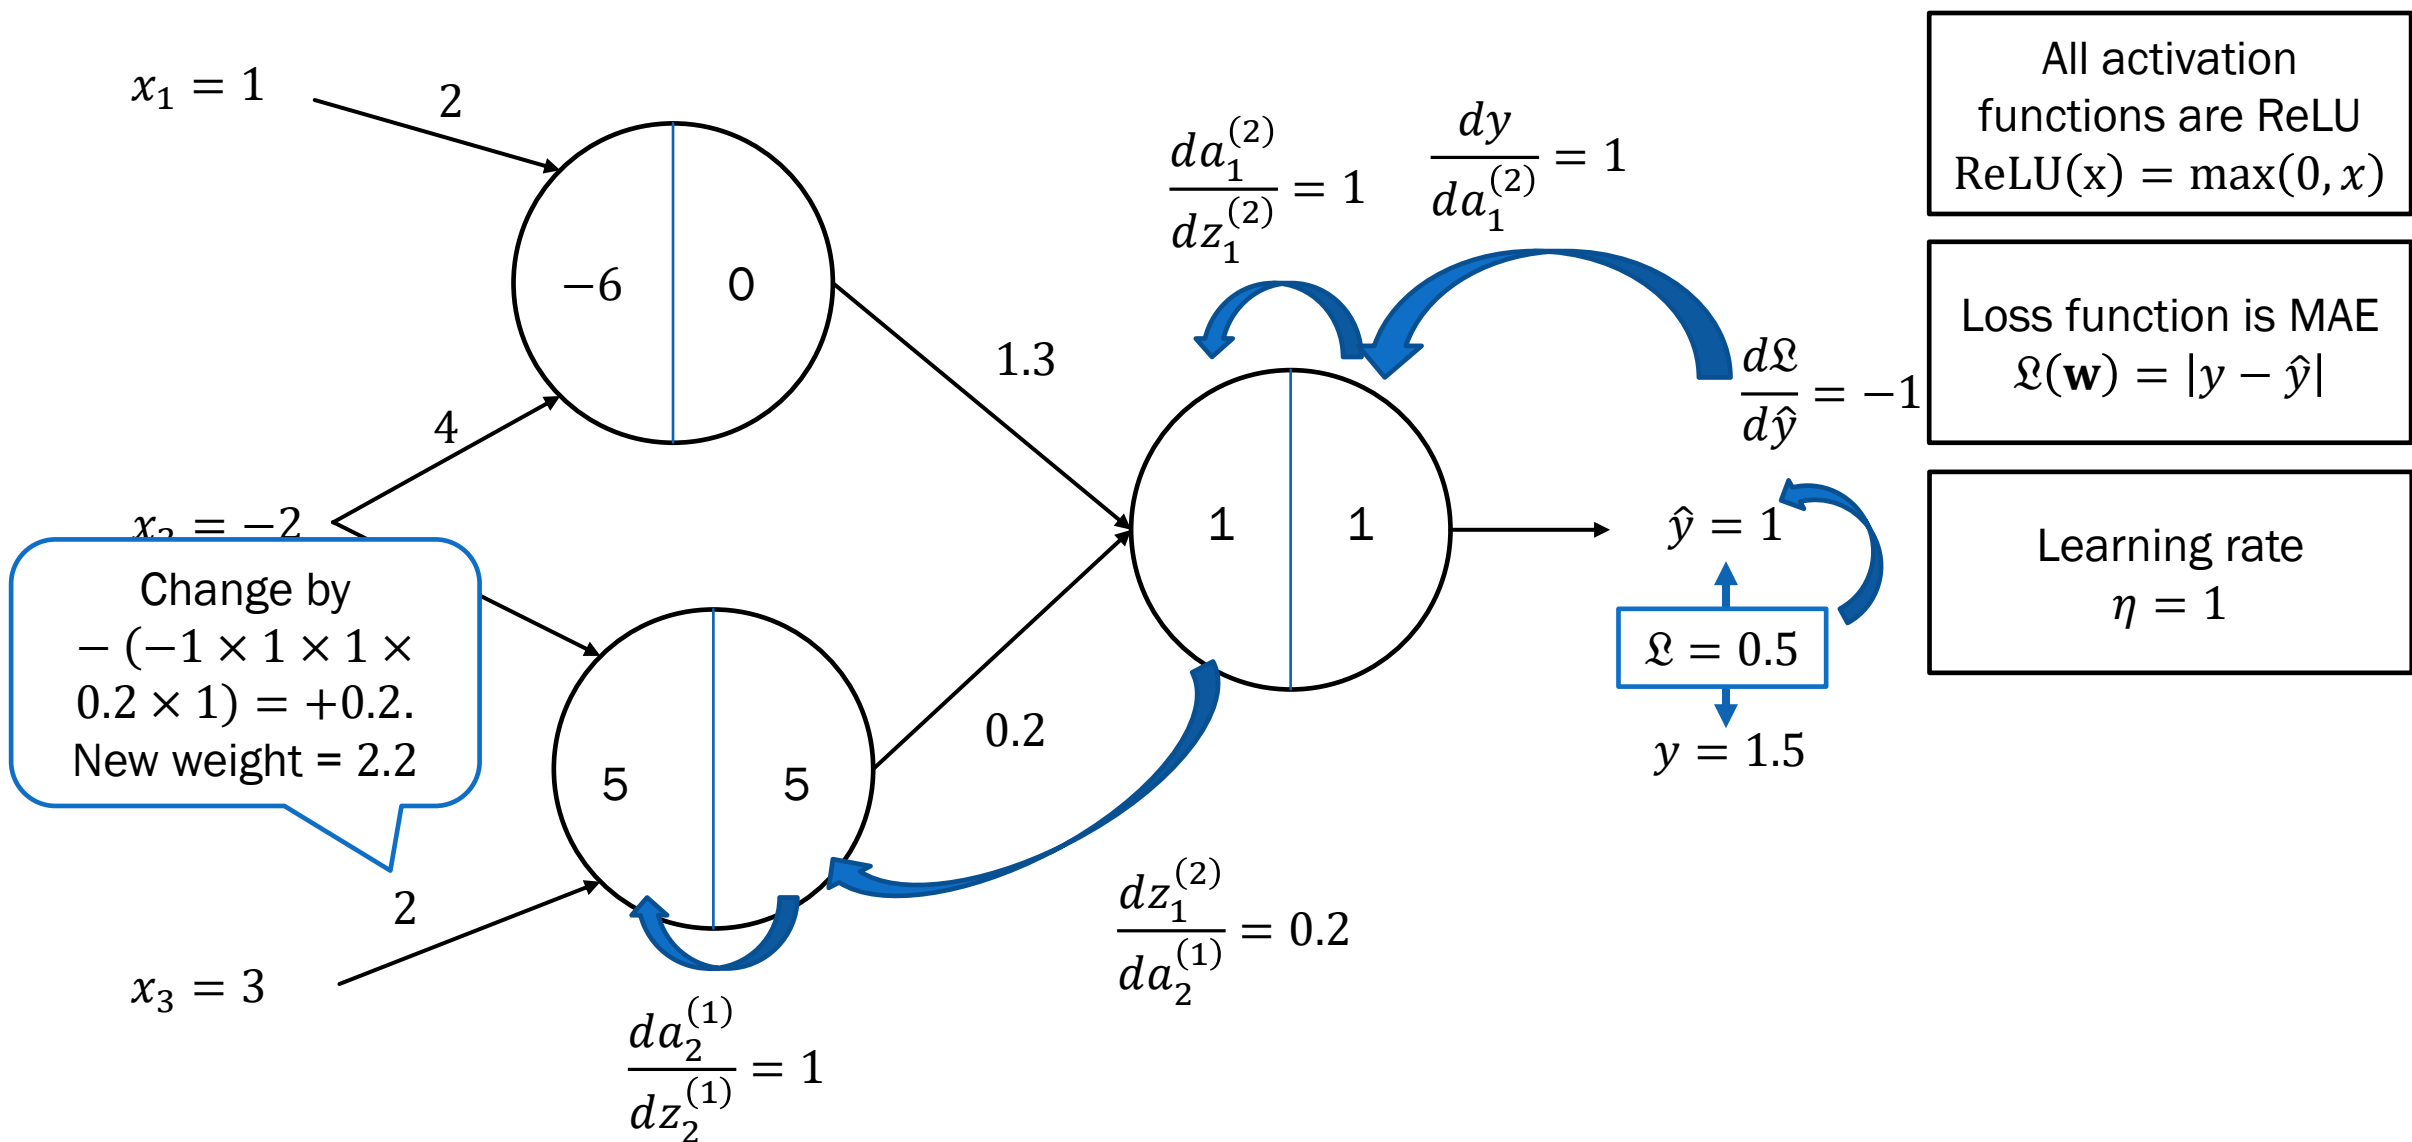 x₁ = 1
2
da₁⁽²⁾/dz₁⁽²⁾ = 1
dy/da₁⁽²⁾ = 1
All activation
functions are ReLU
ReLU(x) = max(0, x)
−6
0
1.3
4
d𝔏/dŷ = −1
Loss function is MAE
𝔏(𝐰) = |y − ŷ|
x₂ = −2
1
1
ŷ = 1
Learning rate
η = 1
Change by
− (−1 × 1 × 1 ×
0.2 × 1) = +0.2.
New weight = 2.2
𝔏 = 0.5
0.2
y = 1.5
5
5
2
dz₁⁽²⁾/da₂⁽¹⁾ = 0.2
x₃ = 3
da₂⁽¹⁾/dz₂⁽¹⁾ = 1